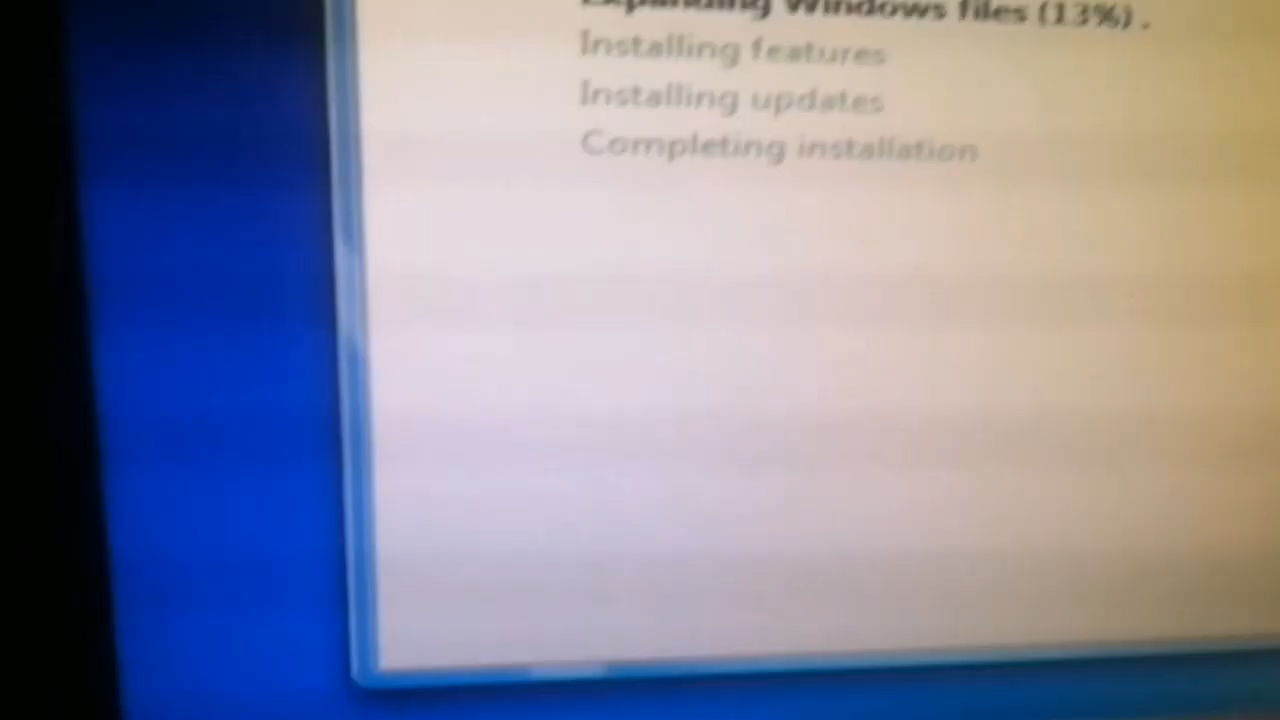 Expanding Windows files (13%) .
Installing features
Installing updates
Completing installation